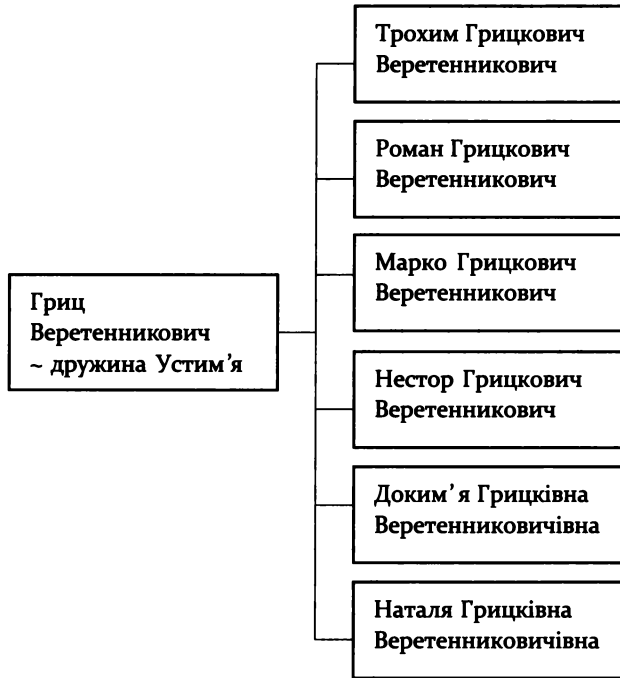 Трохим Грицкович
Веретенникович
Роман Грицкович
Веретенникович
Марко Грицкович
Веретенникович
Гриц
Веретенникович
~ дружина Устим’я
Нестор Грицкович
Веретенникович
Доким’я Грицківна
Веретенниковичівна
Наталя Грицківна
Веретенниковичівна